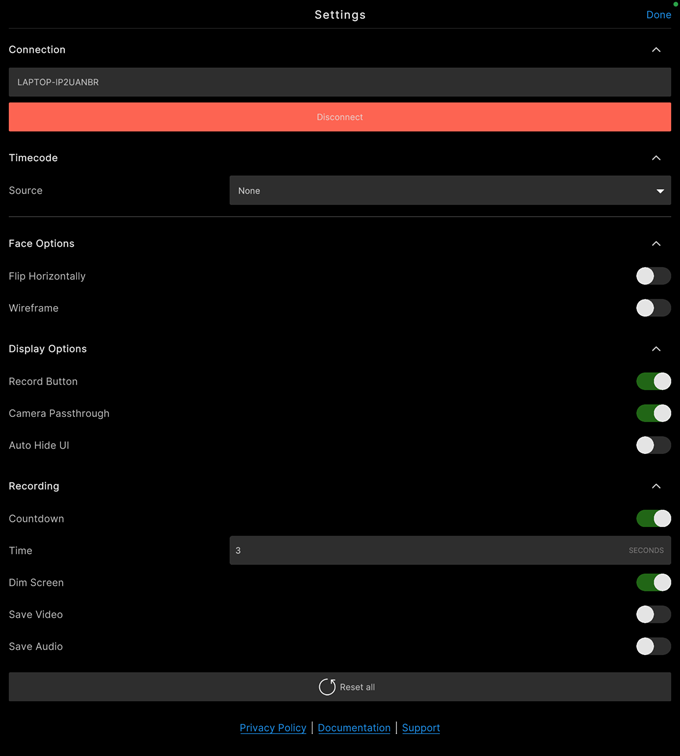 Settings
Done
Connection
LAPTOP-IP2UANBR
Disconnect
Timecode
Source
None
Face Options
Flip Horizontally
Wireframe
Display Options
Record Button
Camera Passthrough
Auto Hide UI
Recording
Countdown
Time
3
SECONDS
Dim Screen
Save Video
Save Audio
Reset all
Privacy Policy | Documentation | Support